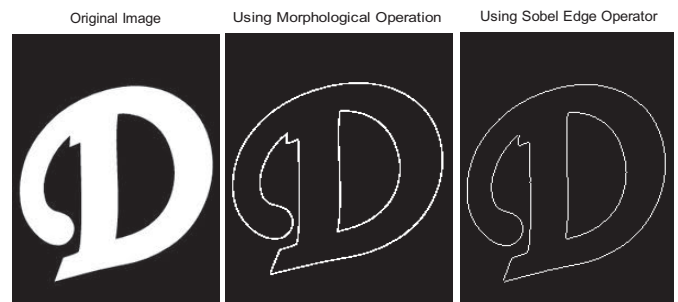 Original Image
Using Morphological Operation
Using Sobel Edge Operator
D
D
D